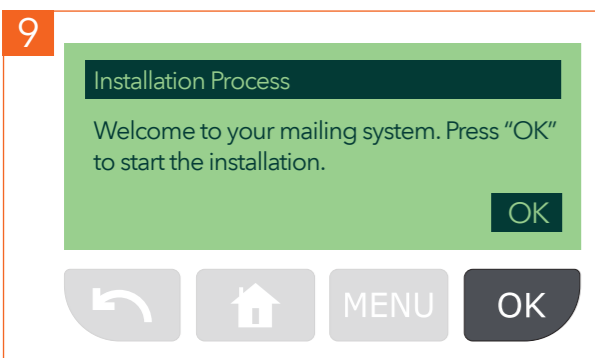 9
Installation Process
Welcome to your mailing system. Press “OK”
to start the installation.
OK
MENU OK